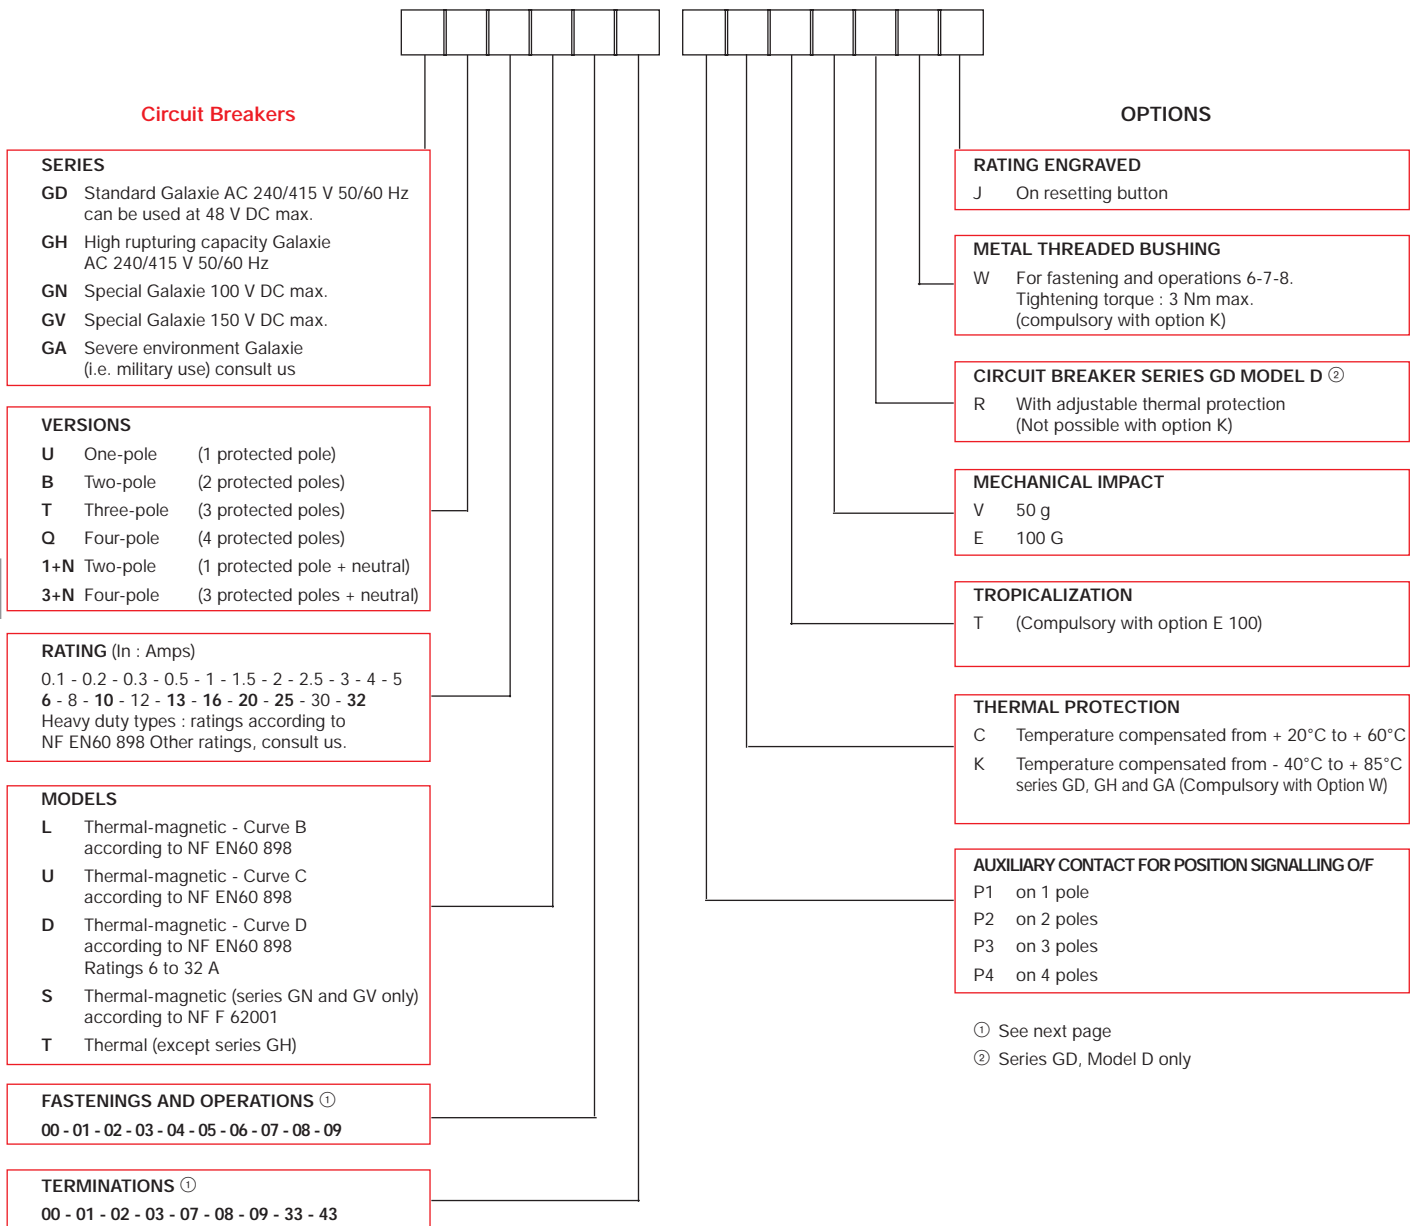 Circuit Breakers
SERIES
GD Standard Galaxie AC 240/415 V 50/60 Hz
can be used at 48 V DC max.
GH High rupturing capacity Galaxie
AC 240/415 V 50/60 Hz
GN Special Galaxie 100 V DC max.
GV Special Galaxie 150 V DC max.
GA Severe environment Galaxie
(i.e. military use) consult us
VERSIONS
U One-pole (1 protected pole)
B Two-pole (2 protected poles)
T Three-pole (3 protected poles)
Q Four-pole (4 protected poles)
1+N Two-pole (1 protected pole + neutral)
3+N Four-pole (3 protected poles + neutral)
RATING (In : Amps)
0.1 - 0.2 - 0.3 - 0.5 - 1 - 1.5 - 2 - 2.5 - 3 - 4 - 5
6 - 8 - 10 - 12 - 13 - 16 - 20 - 25 - 30 - 32
Heavy duty types : ratings according to
NF EN60 898 Other ratings, consult us.
MODELS
L Thermal-magnetic - Curve B
according to NF EN60 898
U Thermal-magnetic - Curve C
according to NF EN60 898
D Thermal-magnetic - Curve D
according to NF EN60 898
Ratings 6 to 32 A
S Thermal-magnetic (series GN and GV only)
according to NF F 62001
T Thermal (except series GH)
FASTENINGS AND OPERATIONS ①
00 - 01 - 02 - 03 - 04 - 05 - 06 - 07 - 08 - 09
TERMINATIONS ①
00 - 01 - 02 - 03 - 07 - 08 - 09 - 33 - 43
OPTIONS
RATING ENGRAVED
J On resetting button
METAL THREADED BUSHING
W For fastening and operations 6-7-8.
Tightening torque : 3 Nm max.
(compulsory with option K)
CIRCUIT BREAKER SERIES GD MODEL D ②
R With adjustable thermal protection
(Not possible with option K)
MECHANICAL IMPACT
V 50 g
E 100 G
TROPICALIZATION
T (Compulsory with option E 100)
THERMAL PROTECTION
C Temperature compensated from + 20°C to + 60°C
K Temperature compensated from - 40°C to + 85°C
series GD, GH and GA (Compulsory with Option W)
AUXILIARY CONTACT FOR POSITION SIGNALLING O/F
P1 on 1 pole
P2 on 2 poles
P3 on 3 poles
P4 on 4 poles
① See next page
② Series GD, Model D only